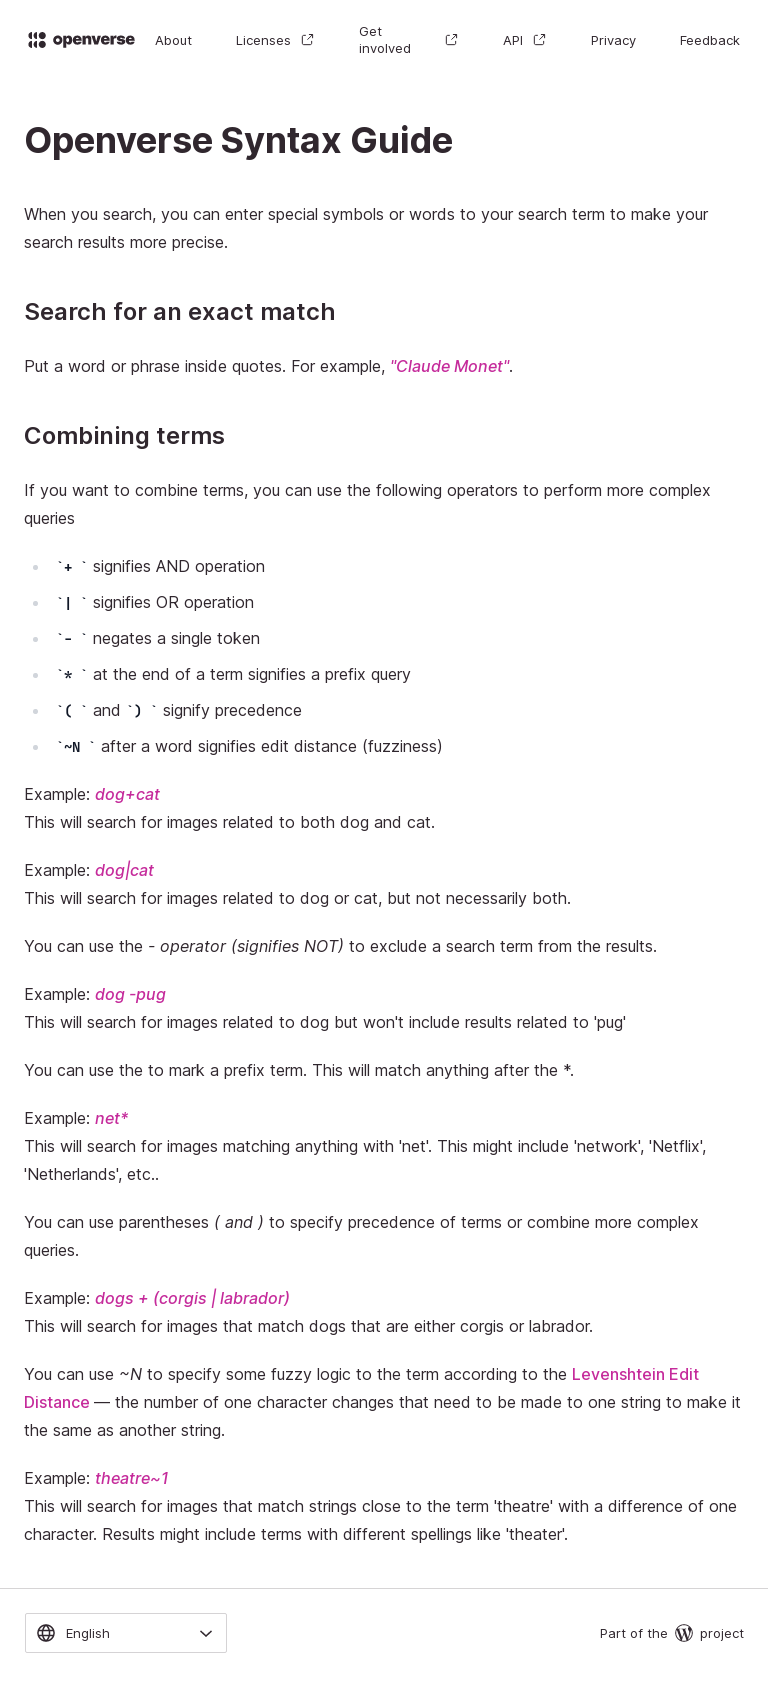 openverse About Licenses Get involved API Privacy Feedback
Openverse Syntax Guide
When you search, you can enter special symbols or words to your search term to make your
search results more precise.
Search for an exact match
Put a word or phrase inside quotes. For example, "Claude Monet".
Combining terms
If you want to combine terms, you can use the following operators to perform more complex
queries
`+ ` signifies AND operation
`| ` signifies OR operation
`- ` negates a single token
`* ` at the end of a term signifies a prefix query
`( ` and `) ` signify precedence
`~N ` after a word signifies edit distance (fuzziness)
Example: dog+cat
This will search for images related to both dog and cat.
Example: dog|cat
This will search for images related to dog or cat, but not necessarily both.
You can use the - operator (signifies NOT) to exclude a search term from the results.
Example: dog -pug
This will search for images related to dog but won't include results related to 'pug'
You can use the to mark a prefix term. This will match anything after the *.
Example: net*
This will search for images matching anything with 'net'. This might include 'network', 'Netflix',
'Netherlands', etc..
You can use parentheses ( and ) to specify precedence of terms or combine more complex
queries.
Example: dogs + (corgis | labrador)
This will search for images that match dogs that are either corgis or labrador.
You can use ~N to specify some fuzzy logic to the term according to the Levenshtein Edit
Distance — the number of one character changes that need to be made to one string to make it
the same as another string.
Example: theatre~1
This will search for images that match strings close to the term 'theatre' with a difference of one
character. Results might include terms with different spellings like 'theater'.
English Part of the project